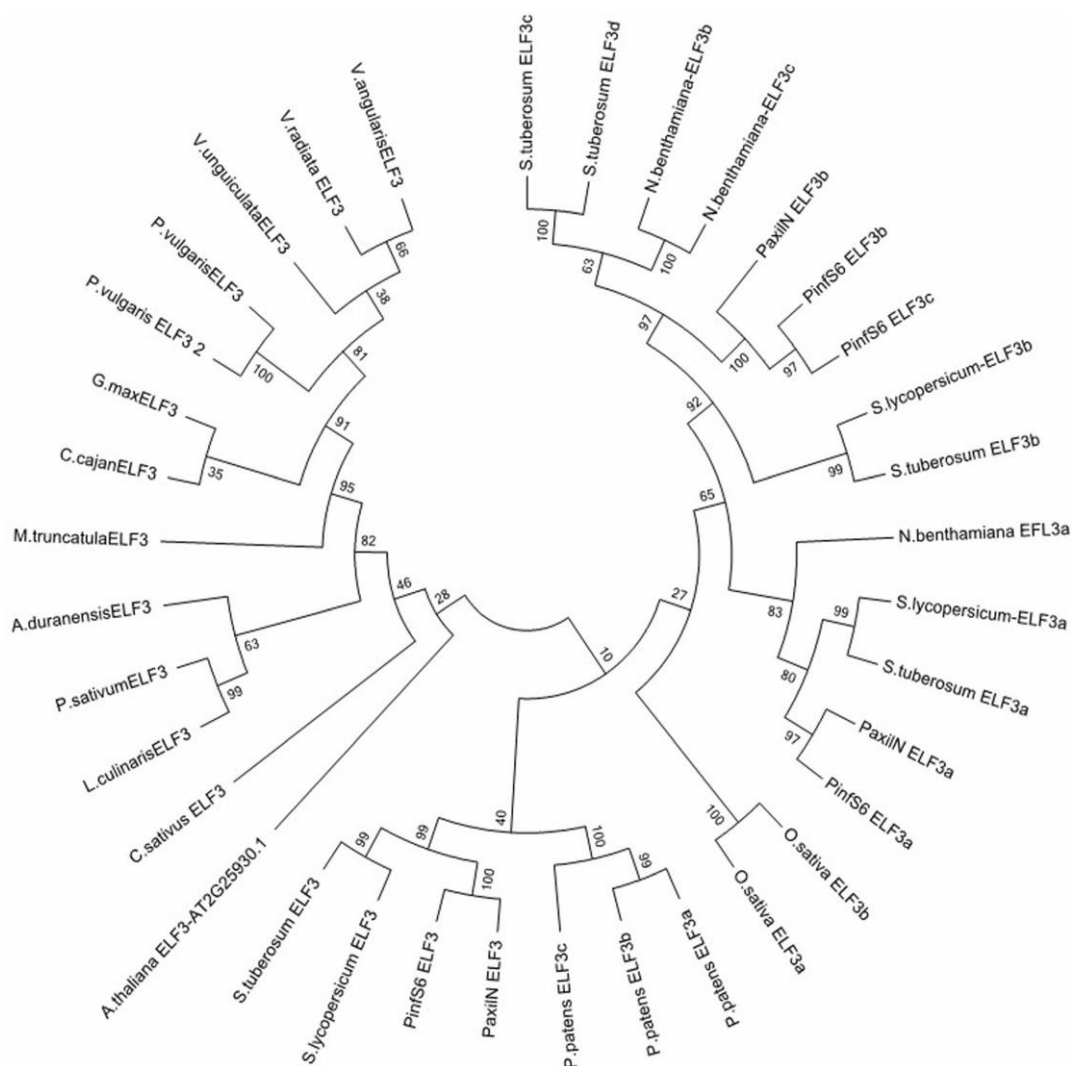 S.tuberosum ELF3c
S.tuberosum ELF3d
N.benthamiana-ELF3b
N.benthamiana-ELF3c
PaxilN ELF3b
PinfS6 ELF3b
PinfS6 ELF3c
S.lycopersicum-ELF3b
S.tuberosum ELF3b
N.benthamiana EFL3a
S.lycopersicum-ELF3a
S.tuberosum ELF3a
PaxilN ELF3a
PinfS6 ELF3a
O.sativa ELF3b
O.sativa ELF3a
P.patens ELF3a
P.patens ELF3b
P.patens ELF3c
PaxilN ELF3
PinfS6 ELF3
S.lycopersicum ELF3
S.tuberosum ELF3
A.thaliana ELF3-AT2G25930.1
C.sativus ELF3
L.culinarisELF3
P.sativumELF3
A.duranensisELF3
M.truncatulaELF3
C.cajanELF3
G.maxELF3
P.vulgaris ELF3 2
P.vulgarisELF3
V.unguiculataELF3
V.radiata ELF3
V.angularisELF3
100
63
100
97
100
97
92
99
65
83
99
80
97
27
100
10
40
100
99
99
99
100
28
46
82
63
99
95
91
35
81
100
38
66